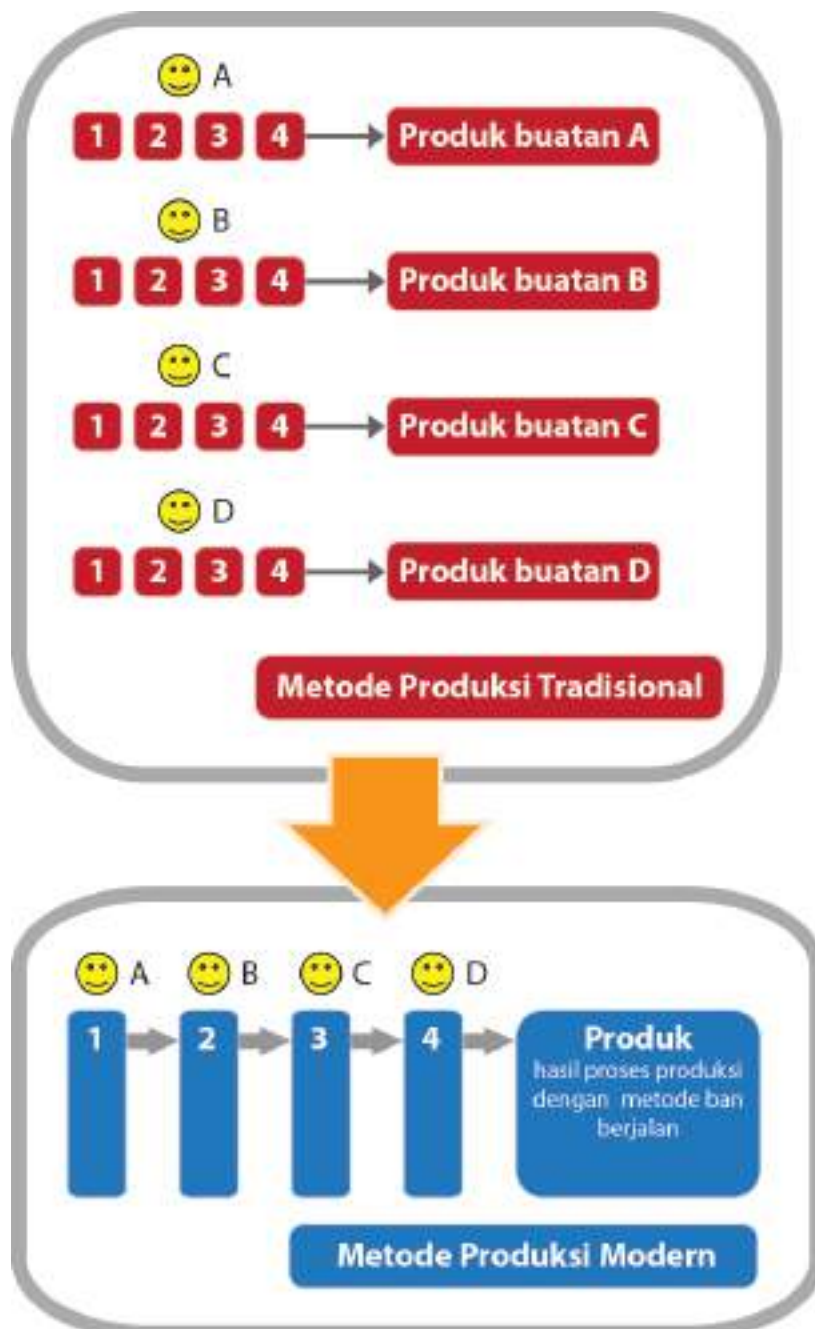 A
1 2 3 4 Produk buatan A
B
1 2 3 4 Produk buatan B
C
1 2 3 4 Produk buatan C
D
1 2 3 4 Produk buatan D
Metode Produksi Tradisional
A B C D
1 2 3 4 Produk
hasil proses produksi
dengan metode ban
berjalan
Metode Produksi Modern